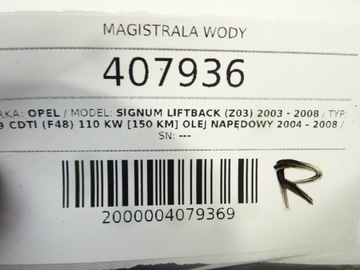 MAGISTRALA WODY
407936
RKA: OPEL / MODEL: SIGNUM LIFTBACK (Z03) 2003 - 2008 / TYP:
9 CDTI (F48) 110 KW [150 KM] OLEJ NAPĘDOWY 2004 - 2008 /
SN: ---
2000004079369
R